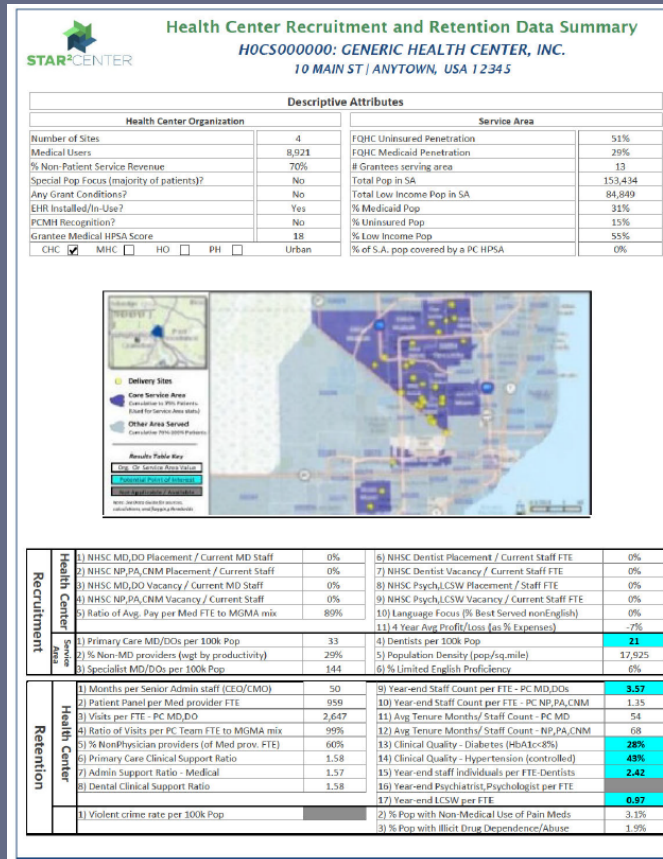 Health Center Recruitment and Retention Data Summary
STAR²CENTER
H0CS000000: GENERIC HEALTH CENTER, INC.
10 MAIN ST | ANYTOWN, USA 12345
Descriptive Attributes
Health Center Organization
Number of Sites 4
Medical Users 8,921
% Non-Patient Service Revenue 70%
Special Pop Focus (majority of patients)? No
Any Grant Conditions? No
EHR Installed/In-Use? Yes
PCMH Recognition? No
Grantee Medical HPSA Score 18
CHC MHC HO PH Urban
Service Area
FQHC Uninsured Penetration 51%
FQHC Medicaid Penetration 29%
# Grantees serving area 13
Total Pop in SA 153,434
Total Low Income Pop in SA 84,849
% Medicaid Pop 31%
% Uninsured Pop 15%
% Low Income Pop 55%
% of S.A. pop covered by a PC HPSA 0%
Delivery Sites
Core Service Area
Other Area Served
Results Table Key
Org. Or Service Area Value
Potential Point of Interest
Not Applicable / Available
Recruitment
Health Center
1) NHSC MD,DO Placement / Current MD Staff 0%
2) NHSC NP,PA,CNM Placement / Current Staff 0%
3) NHSC MD,DO Vacancy / Current MD Staff 0%
4) NHSC NP,PA,CNM Vacancy / Current Staff 0%
5) Ratio of Avg. Pay per Med FTE to MGMA mix 89%
6) NHSC Dentist Placement / Current Staff FTE 0%
7) NHSC Dentist Vacancy / Current Staff FTE 0%
8) NHSC Psych,LCSW Placement / Staff FTE 0%
9) NHSC Psych,LCSW Vacancy / Current Staff FTE 0%
10) Language Focus (% Best Served nonEnglish) 0%
11) 4 Year Avg Profit/Loss (as % Expenses) -7%
Service Area
1) Primary Care MD/DOs per 100k Pop 33
2) % Non-MD providers (wgt by productivity) 29%
3) Specialist MD/DOs per 100k Pop 144
4) Dentists per 100k Pop 21
5) Population Density (pop/sq.mile) 17,925
6) % Limited English Proficiency 6%
Retention
Health Center
1) Months per Senior Admin staff (CEO/CMO) 50
2) Patient Panel per Med provider FTE 959
3) Visits per FTE - PC MD,DO 2,647
4) Ratio of Visits per PC Team FTE to MGMA mix 99%
5) % NonPhysician providers (of Med prov. FTE) 60%
6) Primary Care Clinical Support Ratio 1.58
7) Admin Support Ratio - Medical 1.57
8) Dental Clinical Support Ratio 1.58
9) Year-end Staff Count per FTE - PC MD,DOs 3.57
10) Year-end Staff Count per FTE - PC NP,PA,CNM 1.35
11) Avg Tenure Months/ Staff Count - PC MD 54
12) Avg Tenure Months/ Staff Count - NP,PA,CNM 68
13) Clinical Quality - Diabetes (HbA1c<8%) 28%
14) Clinical Quality - Hypertension (controlled) 43%
15) Year-end staff individuals per FTE-Dentists 2.42
16) Year-end Psychiatrist,Psychologist per FTE
17) Year-end LCSW per FTE 0.97
1) Violent crime rate per 100k Pop
2) % Pop with Non-Medical Use of Pain Meds 3.1%
3) % Pop with Illicit Drug Dependence/Abuse 1.9%